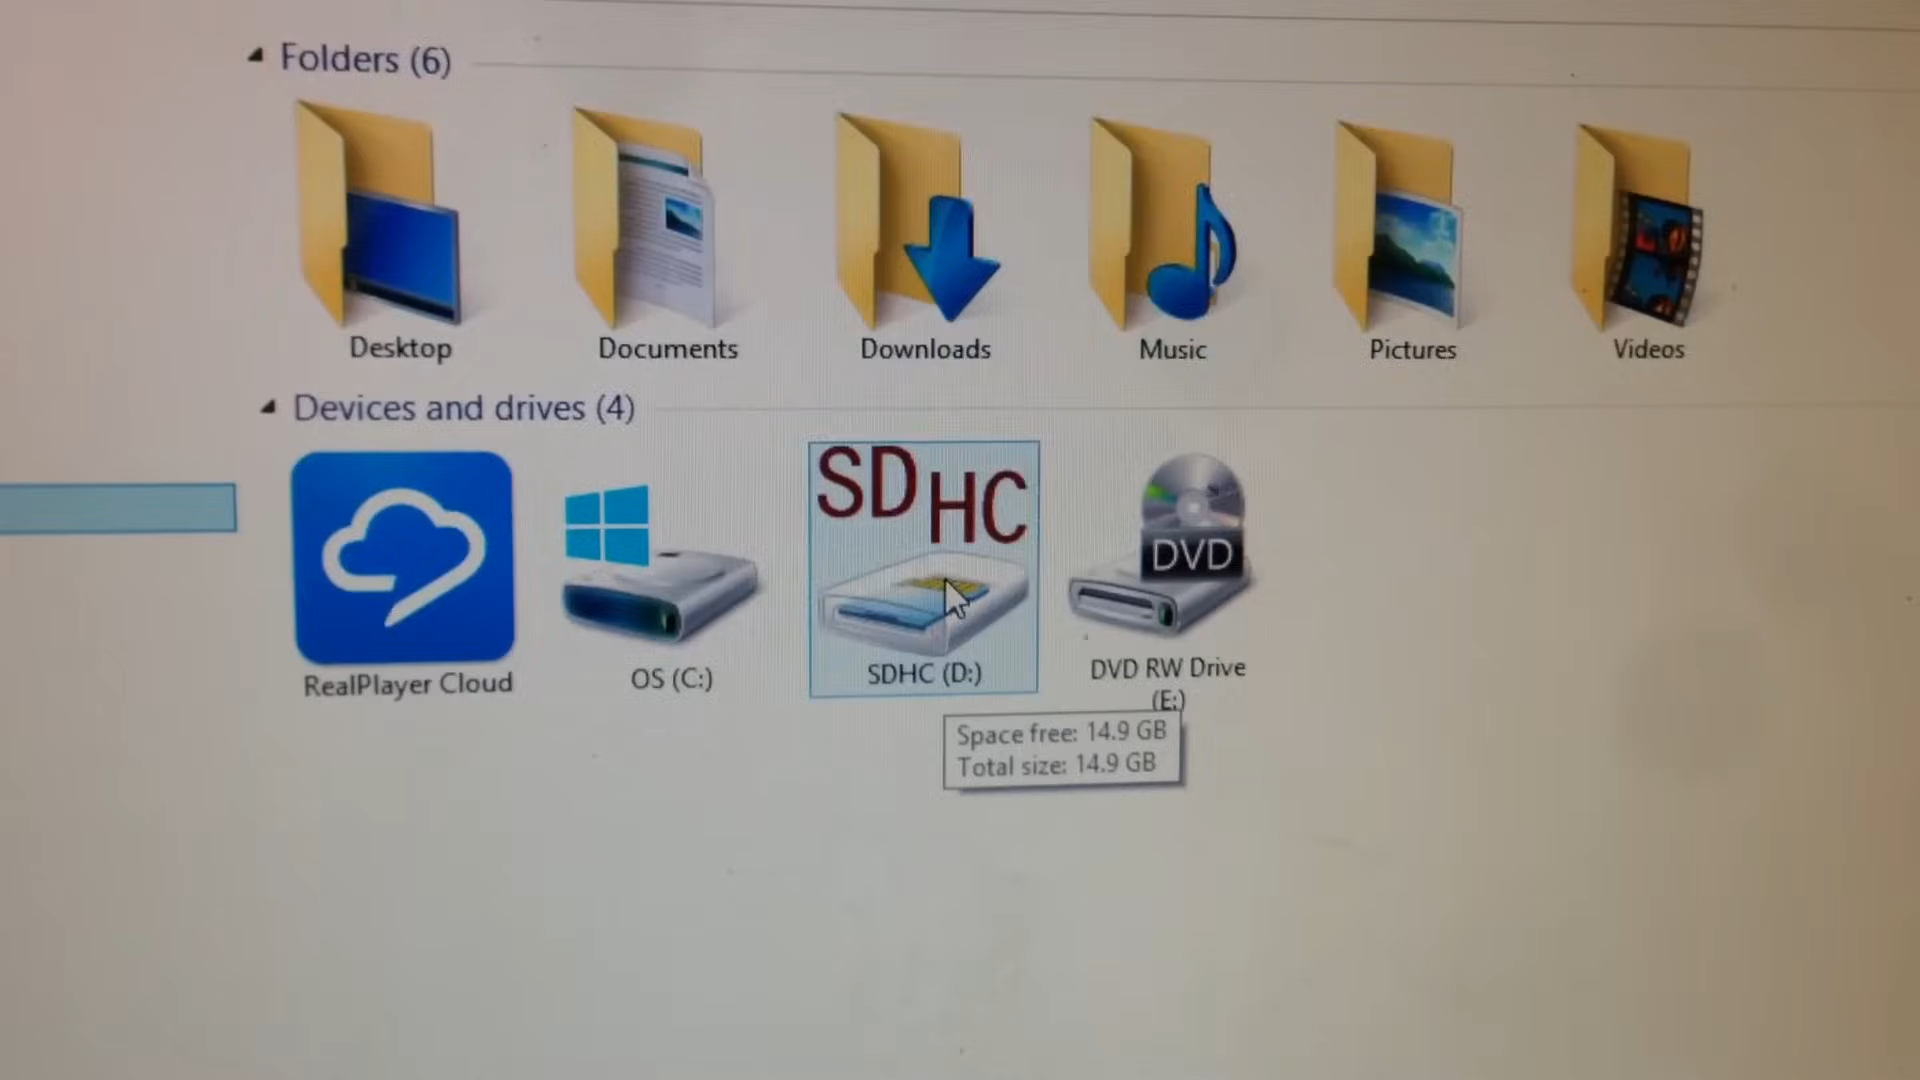 Folders (6)
Desktop
Documents
Downloads
Music
Pictures
Videos
Devices and drives (4)
SDHC
DVD
RealPlayer Cloud
OS (C:)
SDHC (D:)
DVD RW Drive
(E:)
Space free: 14.9 GB
Total size: 14.9 GB